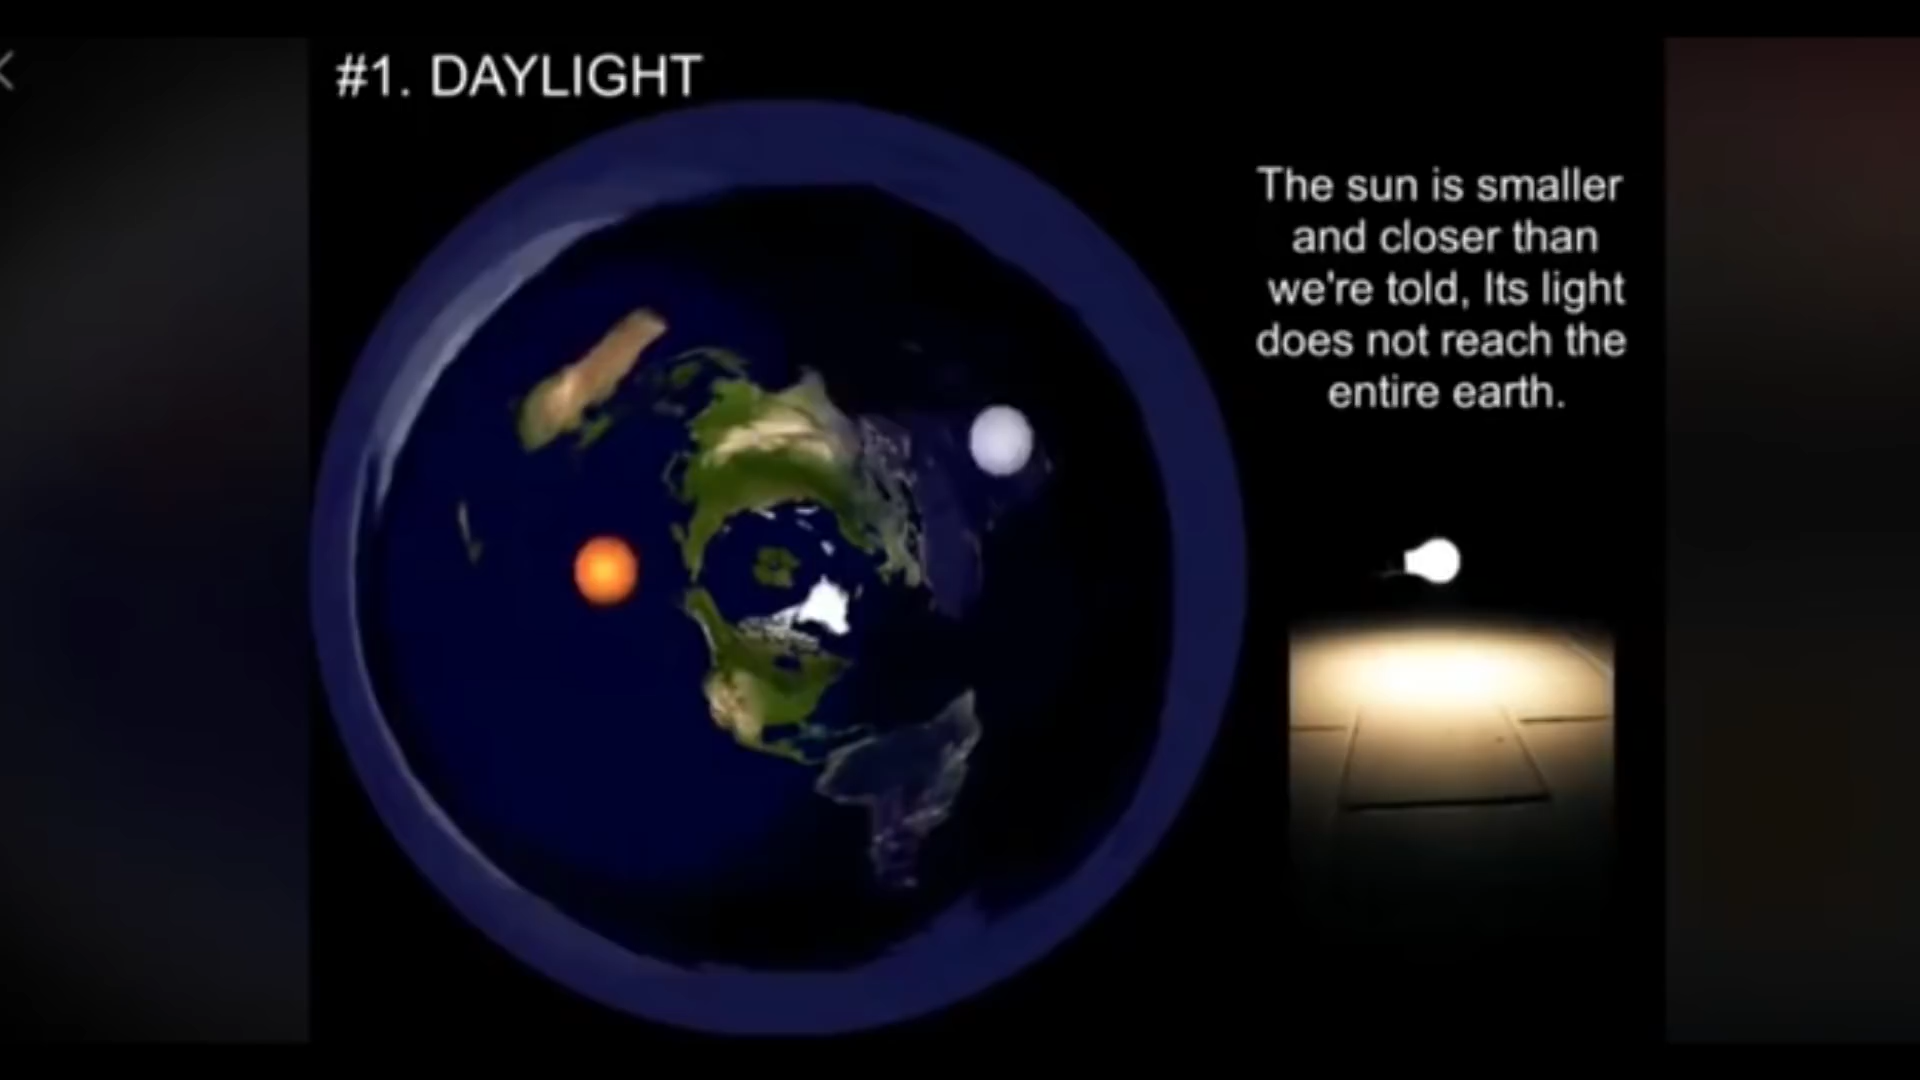 #1. DAYLIGHT
The sun is smaller
and closer than
we're told, Its light
does not reach the
entire earth.